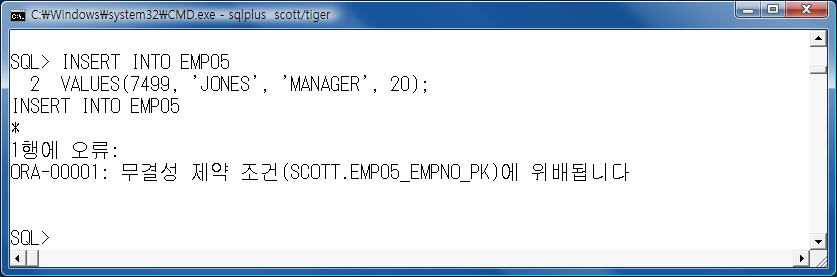 C:\Windows\system32\CMD.exe - sqlplus  scott/tiger
SQL> INSERT INTO EMP05
  2  VALUES(7499, 'JONES', 'MANAGER', 20);
INSERT INTO EMP05
*
1행에 오류:
ORA-00001: 무결성 제약 조건(SCOTT.EMP05_EMPNO_PK)에 위배됩니다
SQL>